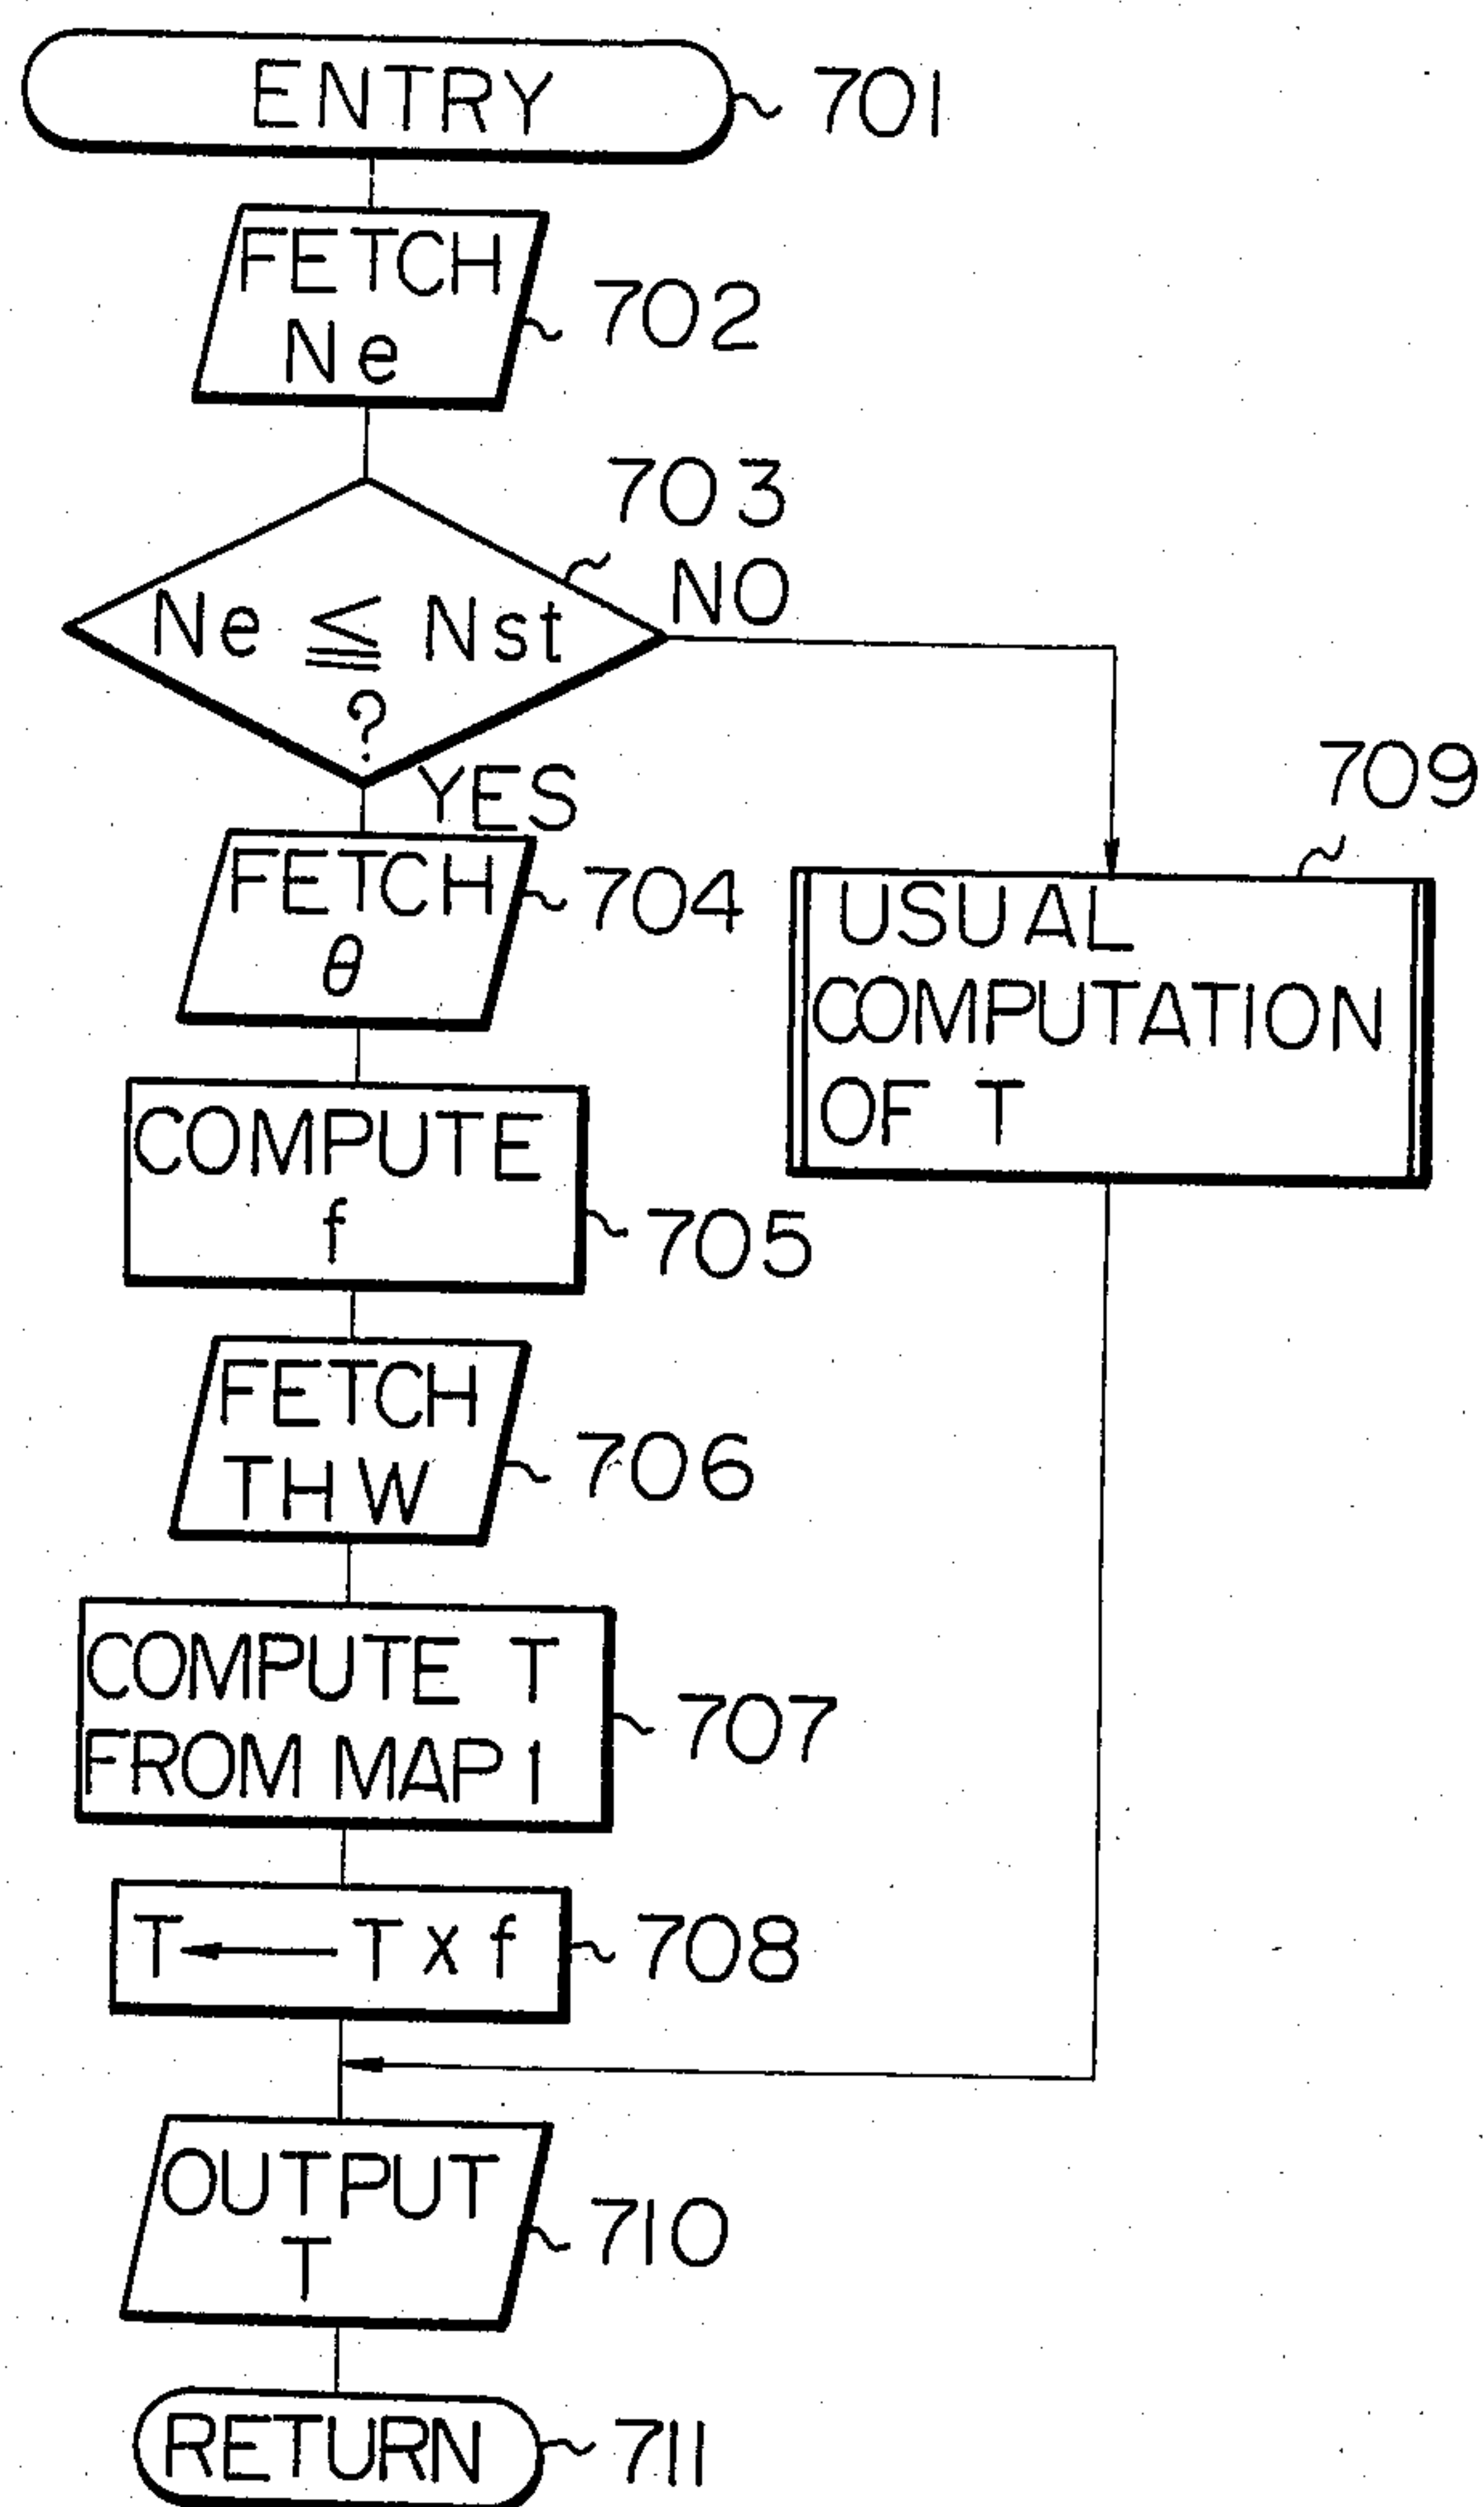 ENTRY
701
FETCH
Ne
702
703
Ne ≦ Nst
?
NO
YES
FETCH
θ
704
709
USUAL
COMPUTATION
OF T
COMPUTE
f
705
FETCH
THW
706
COMPUTE T
FROM MAP 1
707
T ← T x f
708
OUTPUT
T
710
RETURN
711